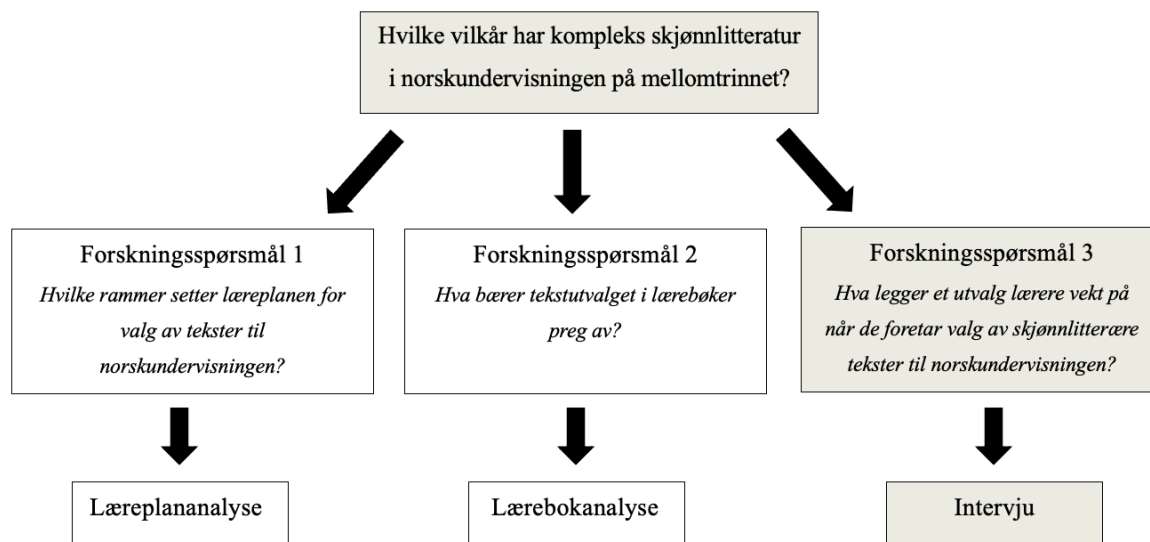 Hvilke vilkår har kompleks skjønnlitteratur
i norskundervisningen på mellomtrinnet?
Forskningsspørsmål 1
Hvilke rammer setter læreplanen for
valg av tekster til
norskundervisningen?
Forskningsspørsmål 2
Hva bærer tekstutvalget i lærebøker
preg av?
Forskningsspørsmål 3
Hva legger et utvalg lærere vekt på
når de foretar valg av skjønnlitterære
tekster til norskundervisningen?
Læreplananalyse
Lærebokanalyse
Intervju